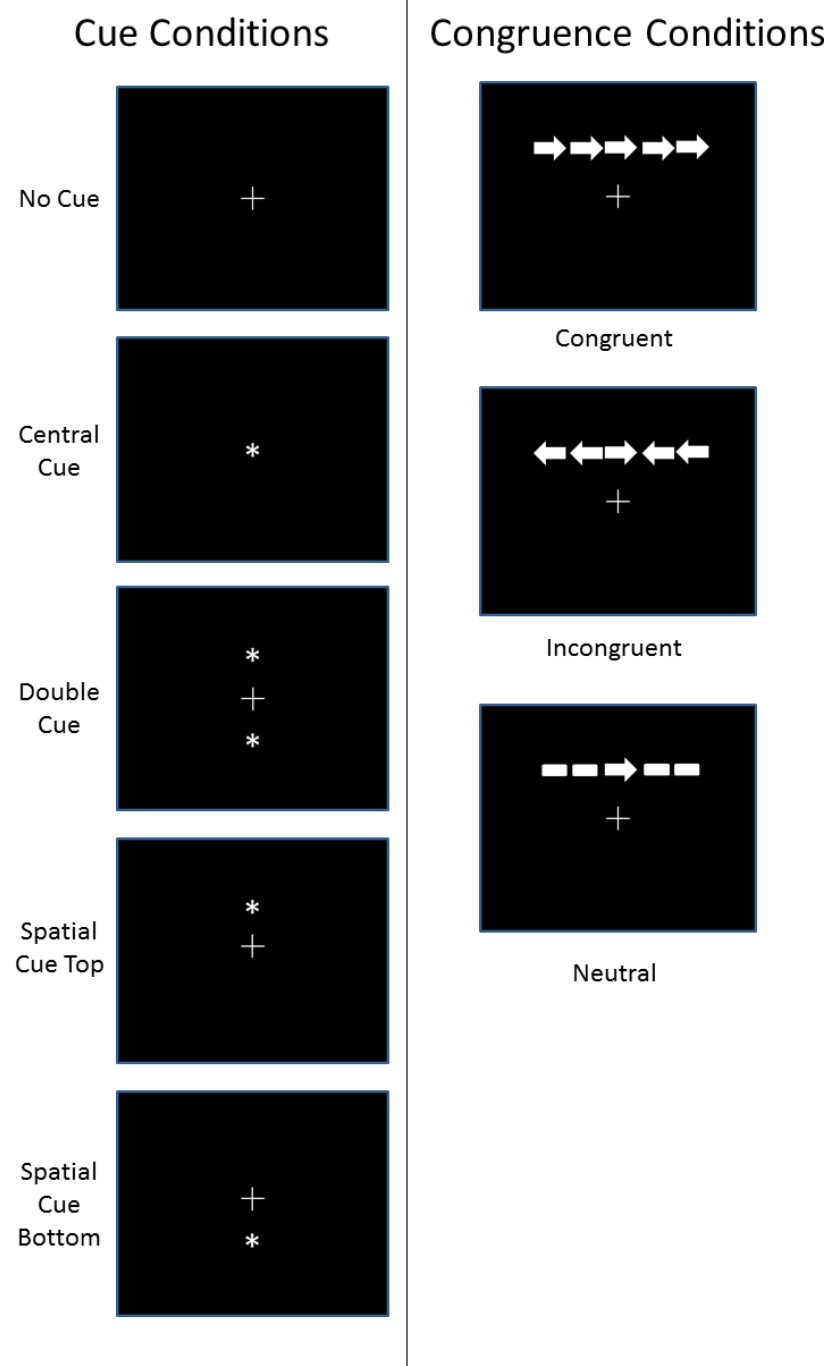 Cue Conditions
No Cue
Central
Cue
*
Double
Cue
*
*
Spatial
Cue Top
*
Spatial
Cue
Bottom
*
Congruence Conditions
Congruent
Incongruent
Neutral